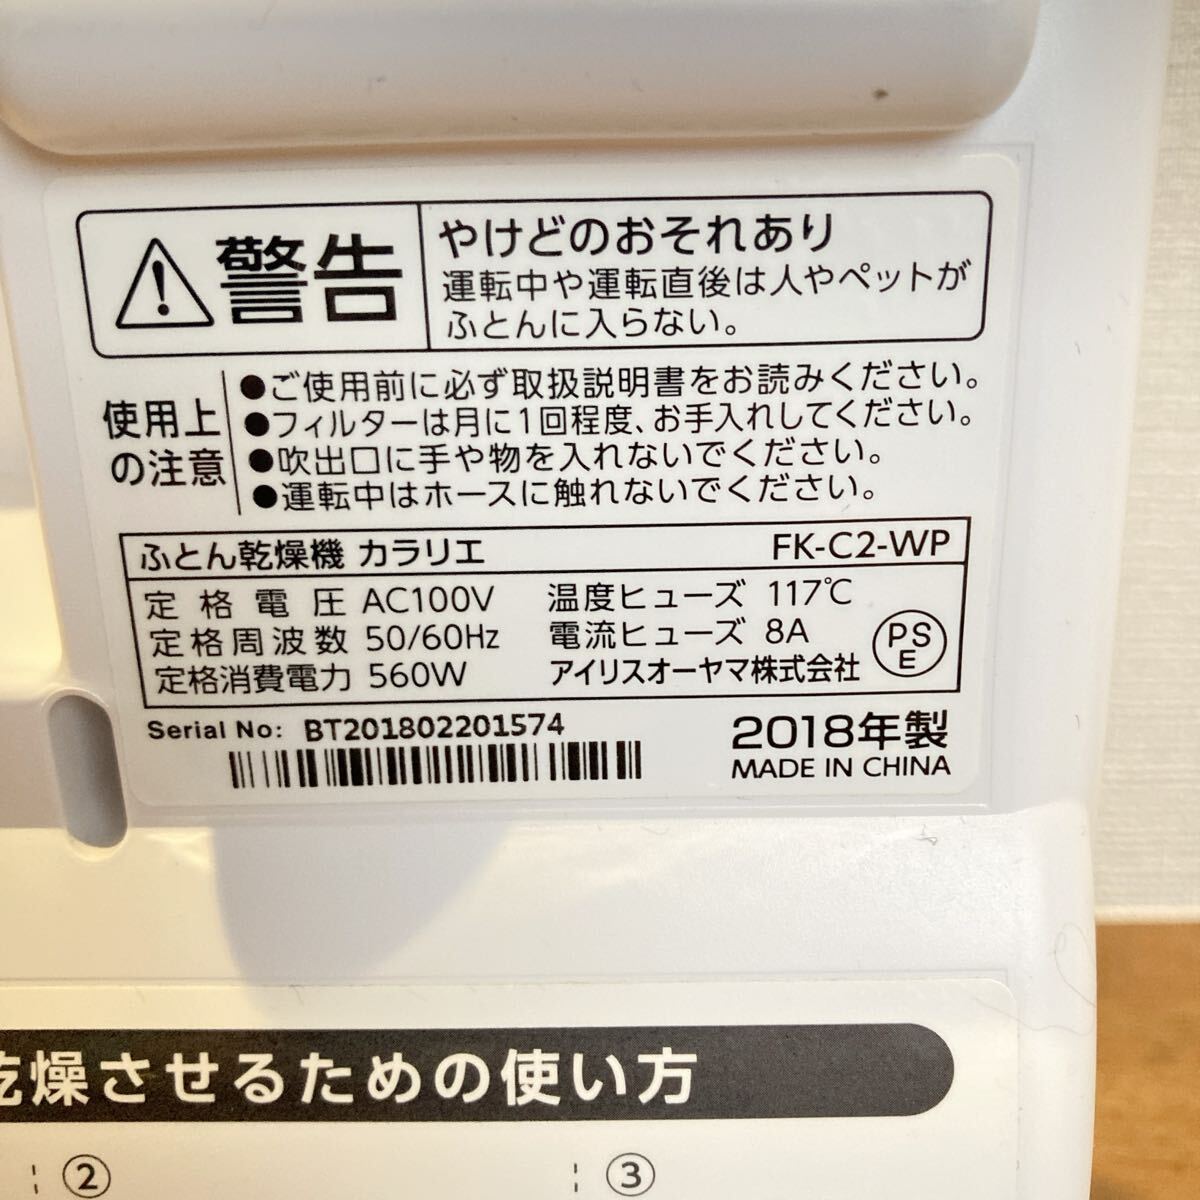 警告
やけどのおそれあり
運転中や運転直後は人やペットが
ふとんに入らない。
使用上
の注意
●ご使用前に必ず取扱説明書をお読みください。
●フィルターは月に1回程度、お手入れしてください。
●吹出口に手や物を入れないでください。
●運転中はホースに触れないでください。
ふとん乾燥機 カラリエ FK-C2-WP
定格電圧 AC100V 温度ヒューズ 117℃
定格周波数 50/60Hz 電流ヒューズ 8A
定格消費電力 560W アイリスオーヤマ株式会社
PS
E
Serial No: BT201802201574
2018年製
MADE IN CHINA
乾燥させるための使い方
② ③